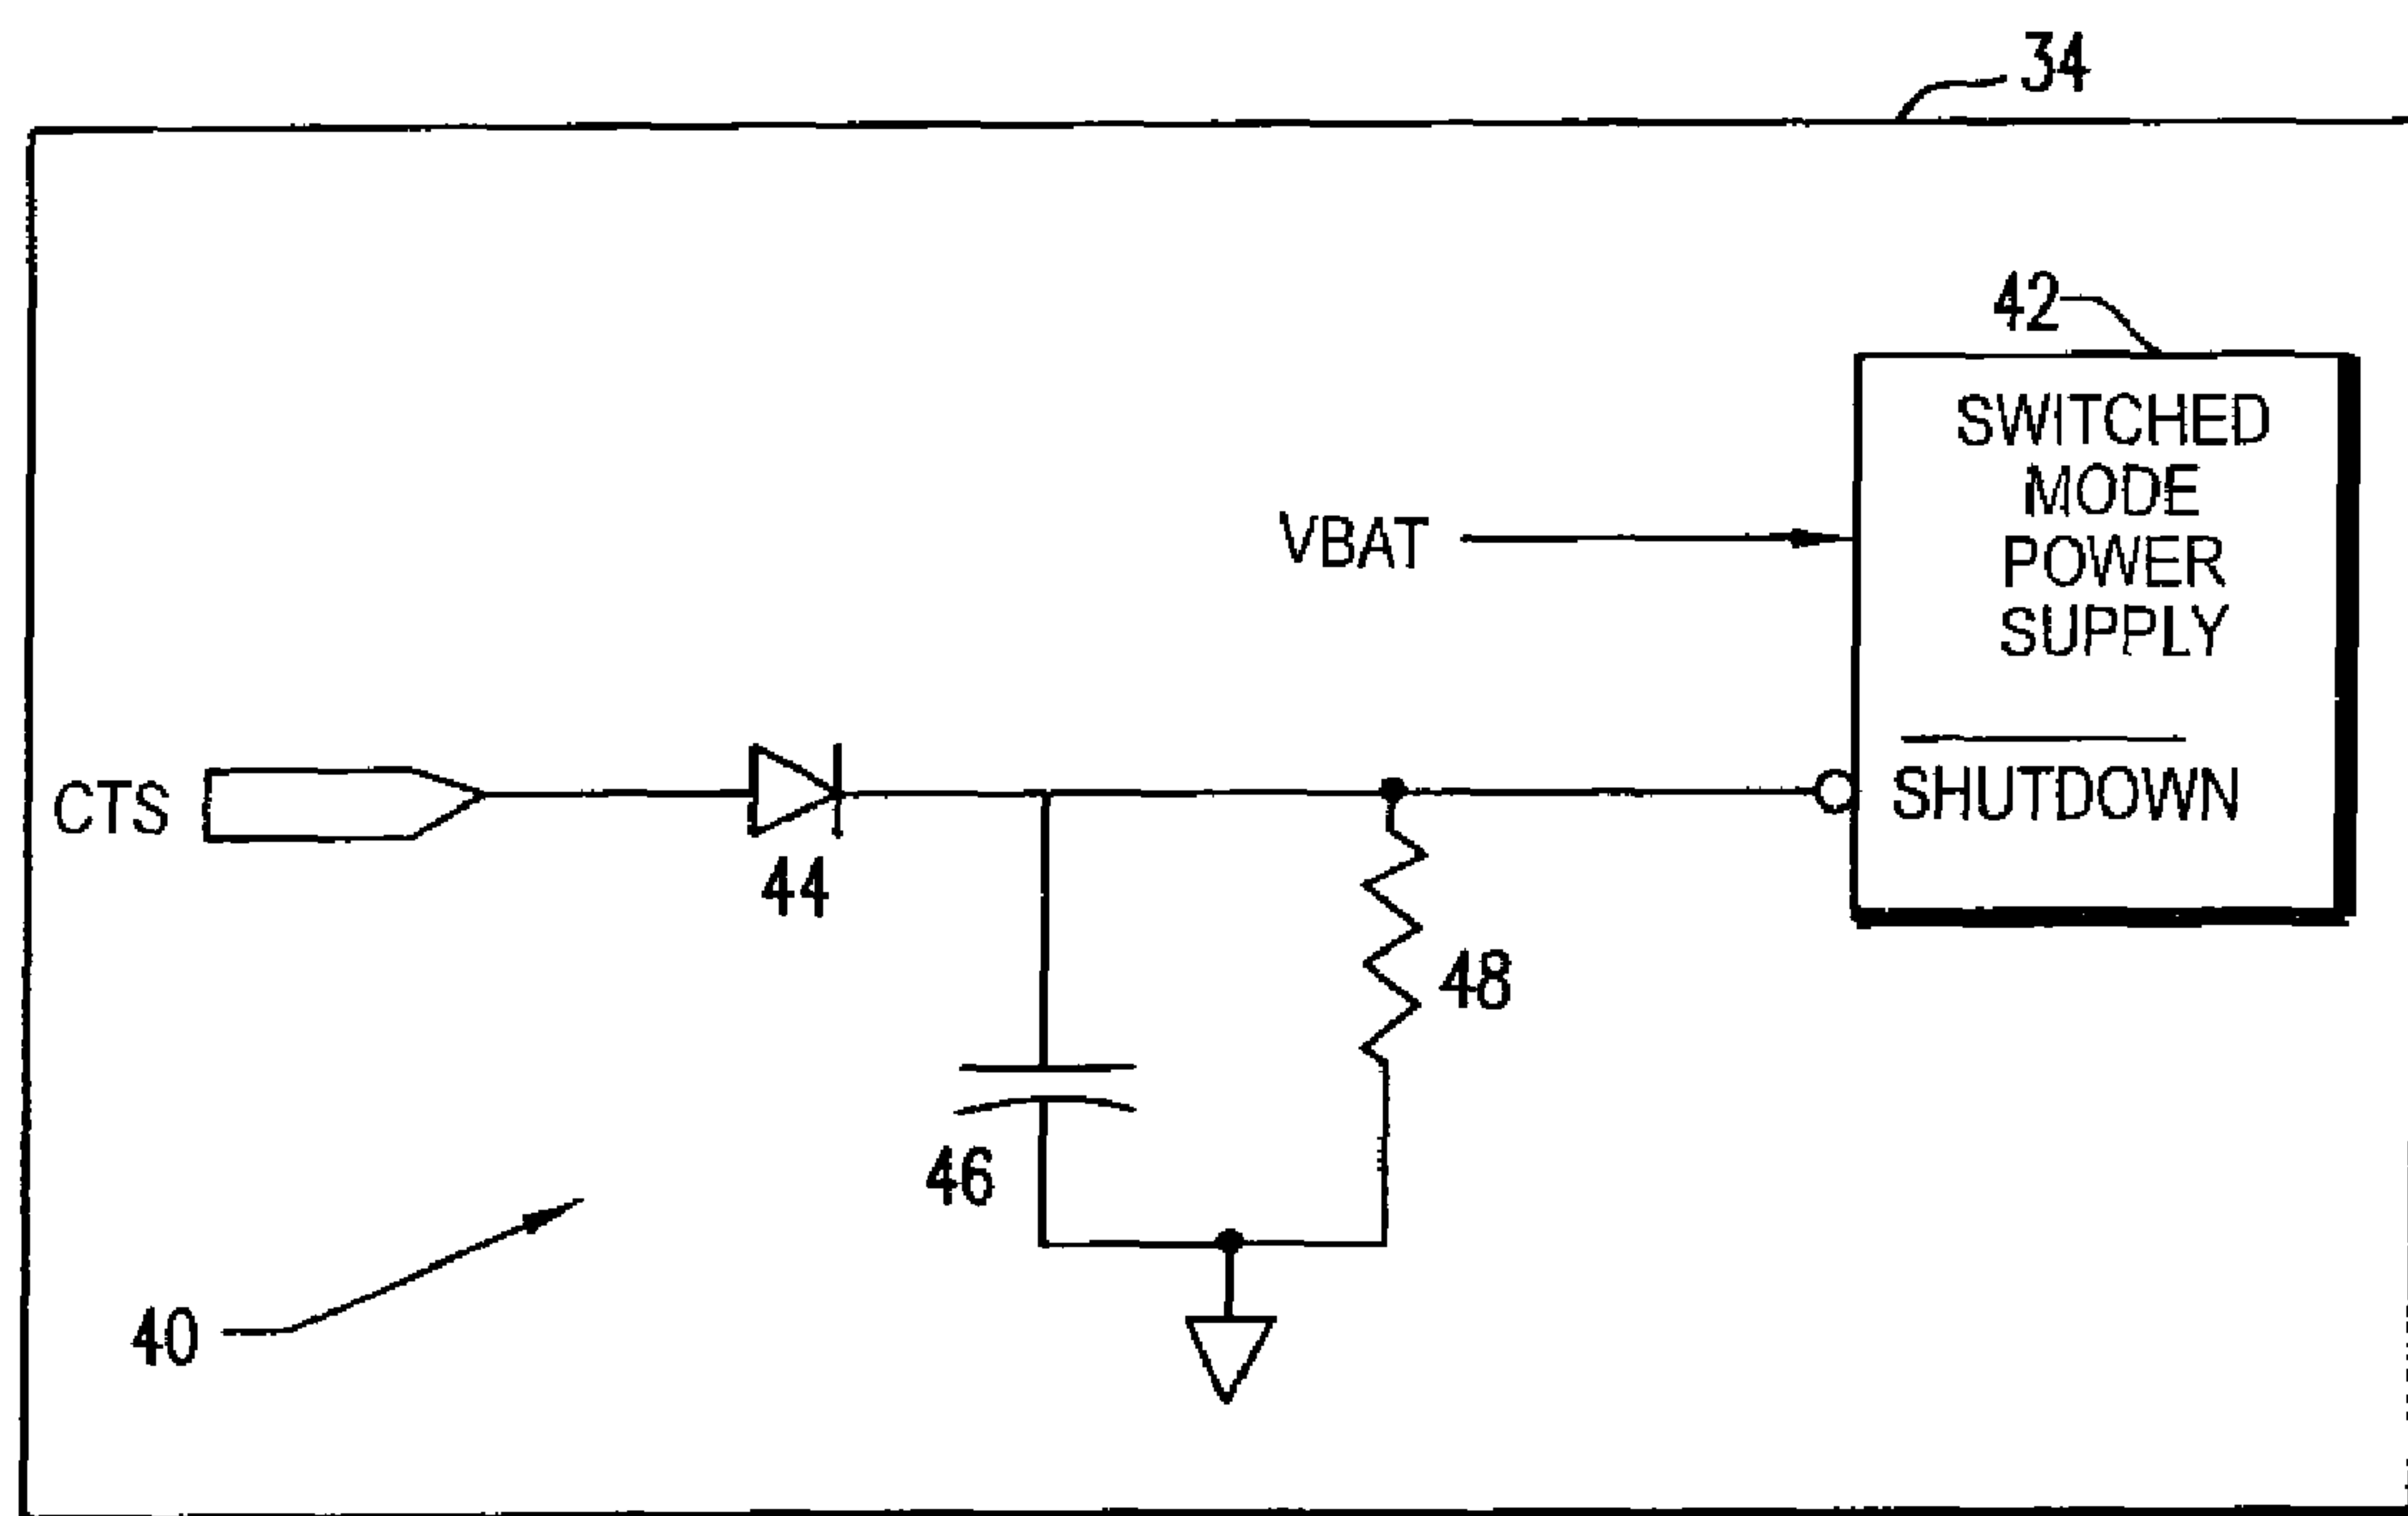 34
42
SWITCHED
MODE
POWER
SUPPLY
VBAT
SHUTDOWN
CTS
44
48
46
40